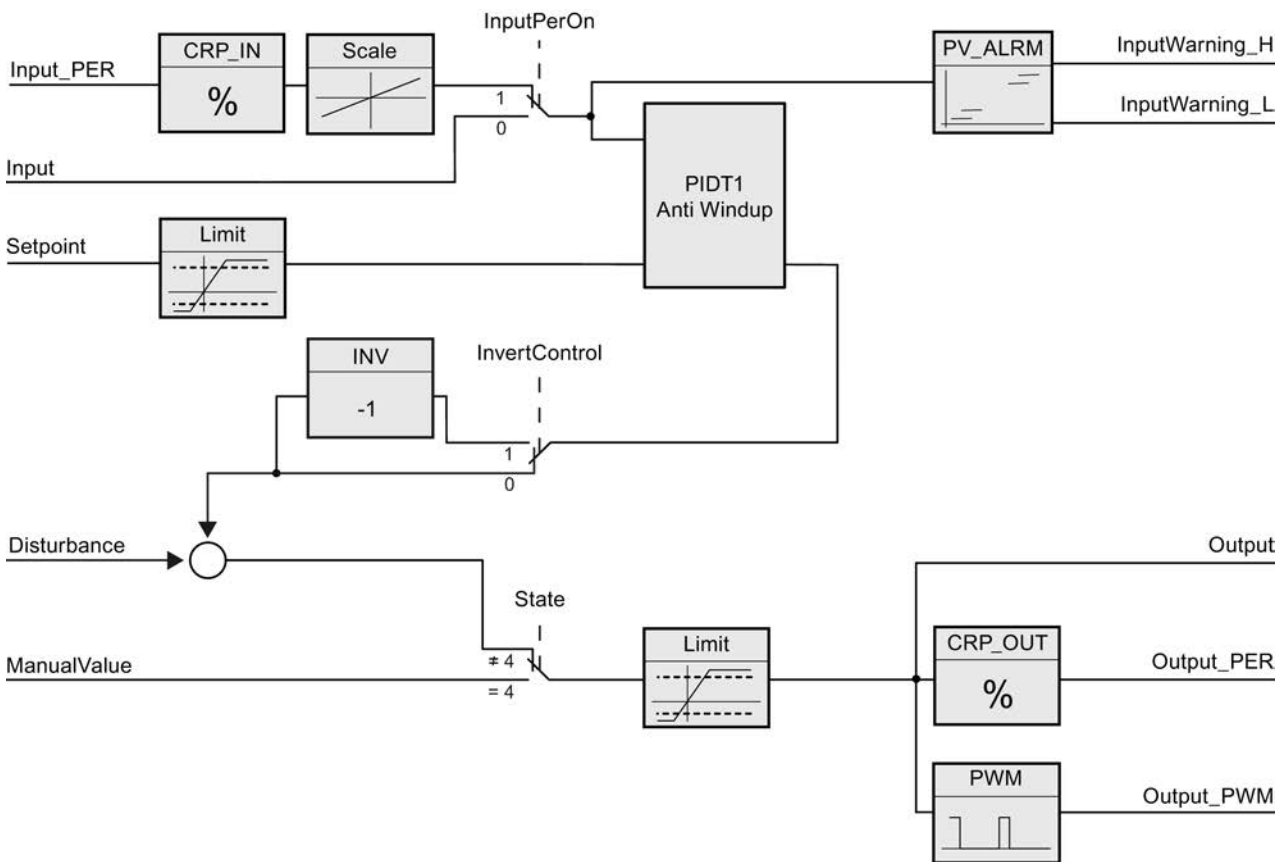 InputPerOn
CRP_IN
Scale
PV_ALRM
InputWarning_H
Input_PER
%
1
0
InputWarning_L
Input
PIDT1
Anti Windup
Setpoint
Limit
INV
InvertControl
-1
1
0
Disturbance
Output
State
ManualValue
≠ 4
= 4
Limit
CRP_OUT
Output_PER
%
PWM
Output_PWM